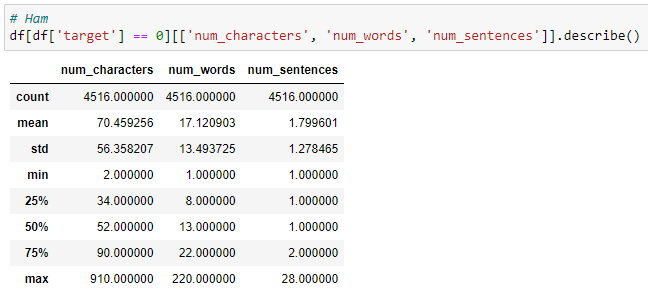 # Ham
df[df['target'] == 0][['num_characters', 'num_words', 'num_sentences']].describe()
num_characters num_words num_sentences
count 4516.000000 4516.000000 4516.000000
mean 70.459256 17.120903 1.799601
std 56.358207 13.493725 1.278465
min 2.000000 1.000000 1.000000
25% 34.000000 8.000000 1.000000
50% 52.000000 13.000000 1.000000
75% 90.000000 22.000000 2.000000
max 910.000000 220.000000 28.000000